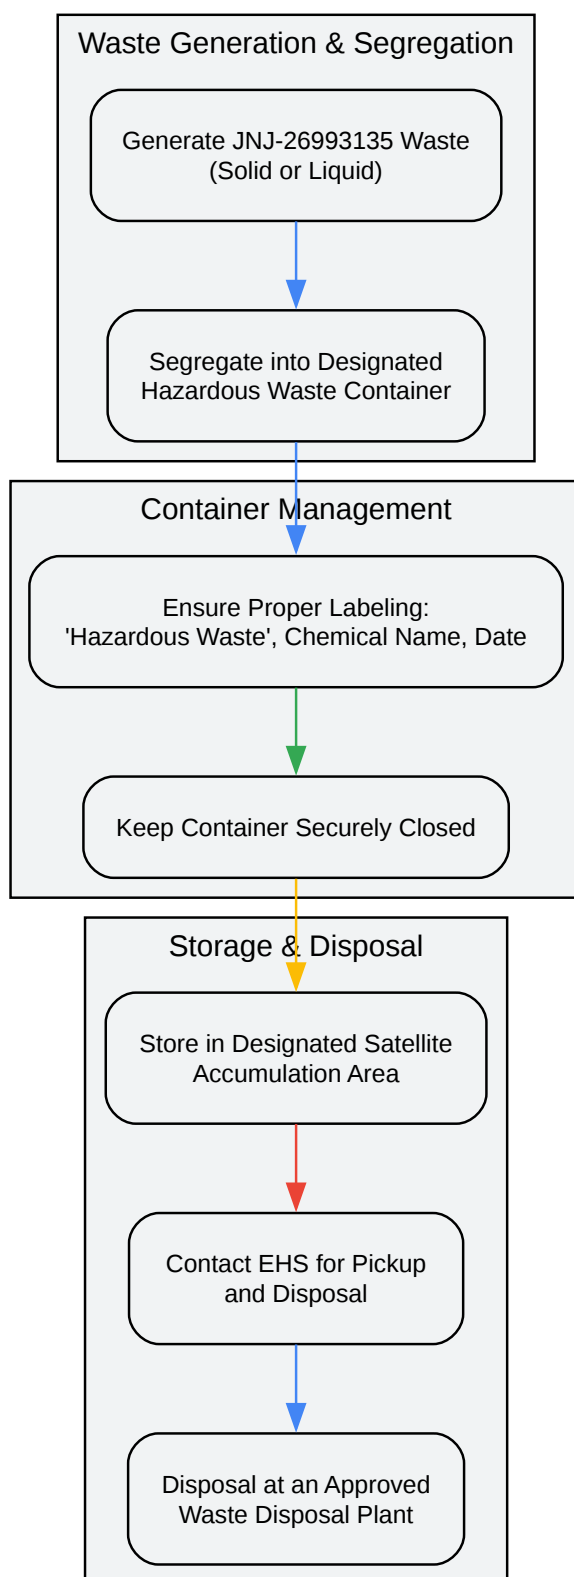 Waste Generation & Segregation
Generate JNJ-26993135 Waste
(Solid or Liquid)
Segregate into Designated
Hazardous Waste Container
Container Management
Ensure Proper Labeling:
'Hazardous Waste', Chemical Name, Date
Keep Container Securely Closed
Storage & Disposal
Store in Designated Satellite
Accumulation Area
Contact EHS for Pickup
and Disposal
Disposal at an Approved
Waste Disposal Plant